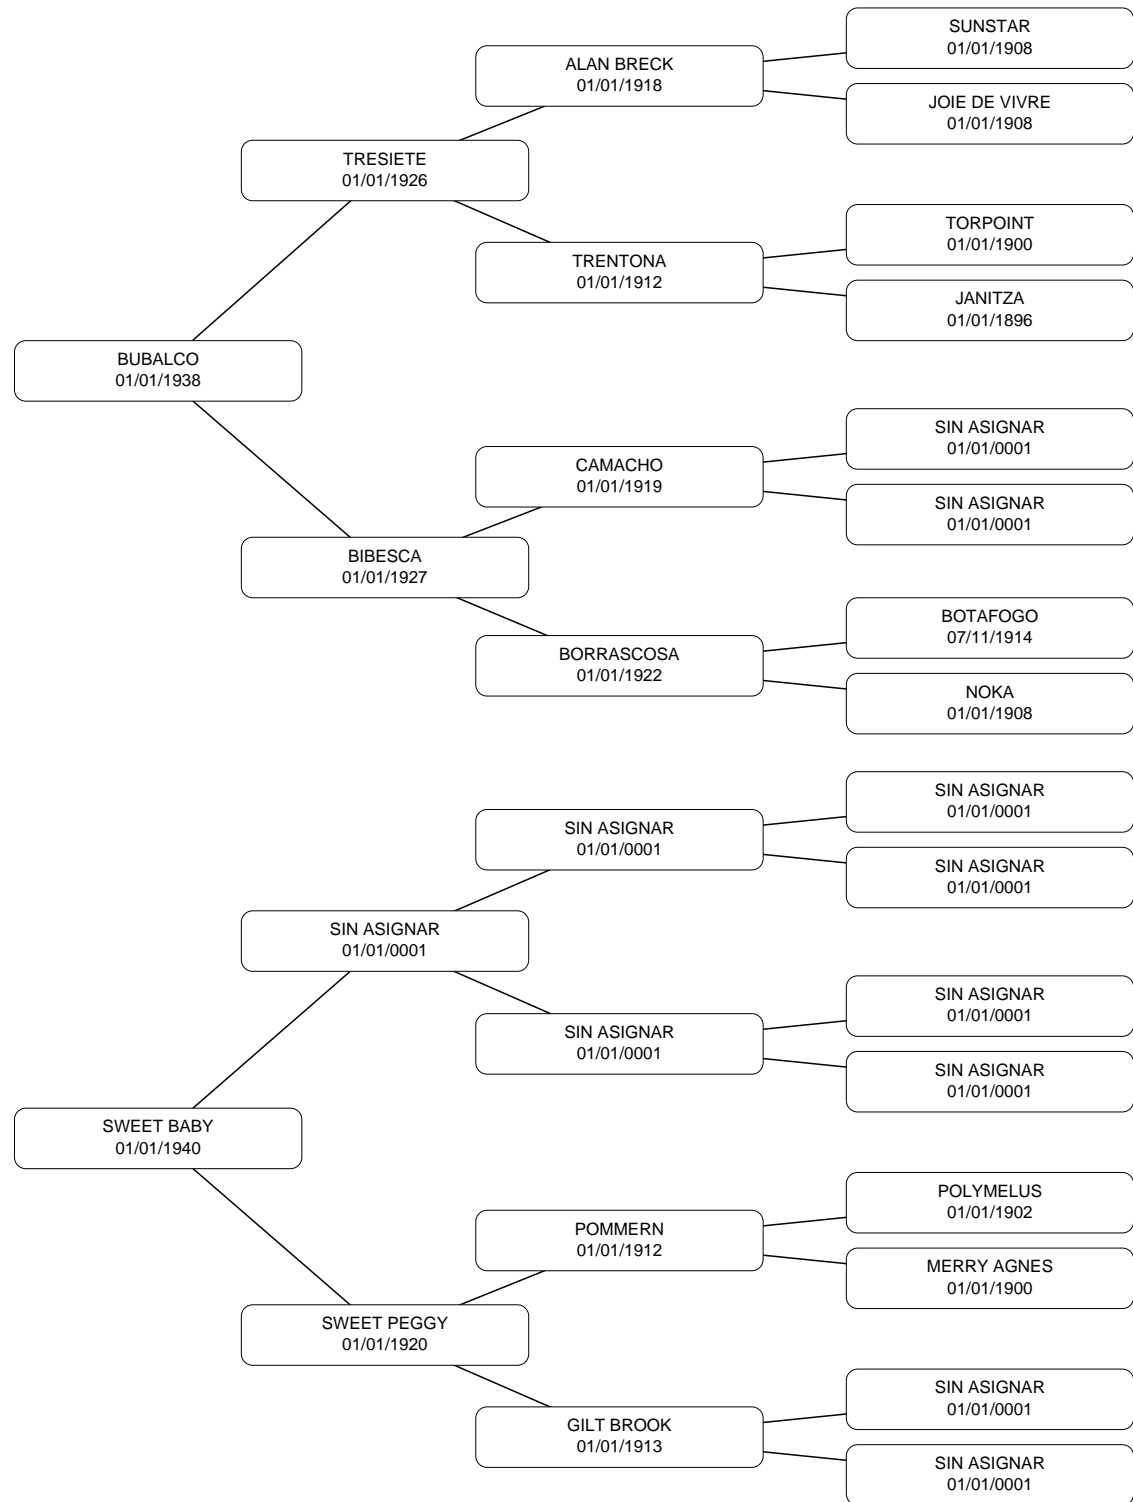 SUNSTAR
01/01/1908
ALAN BRECK
01/01/1918
JOIE DE VIVRE
01/01/1908
TRESIETE
01/01/1926
TORPOINT
01/01/1900
TRENTONA
01/01/1912
JANITZA
01/01/1896
BUBALCO
01/01/1938
SIN ASIGNAR
01/01/0001
CAMACHO
01/01/1919
SIN ASIGNAR
01/01/0001
BIBESCA
01/01/1927
BOTAFOGO
07/11/1914
BORRASCOSA
01/01/1922
NOKA
01/01/1908
SIN ASIGNAR
01/01/0001
SIN ASIGNAR
01/01/0001
SIN ASIGNAR
01/01/0001
SIN ASIGNAR
01/01/0001
SIN ASIGNAR
01/01/0001
SIN ASIGNAR
01/01/0001
SIN ASIGNAR
01/01/0001
SWEET BABY
01/01/1940
POLYMELUS
01/01/1902
POMMERN
01/01/1912
MERRY AGNES
01/01/1900
SWEET PEGGY
01/01/1920
SIN ASIGNAR
01/01/0001
GILT BROOK
01/01/1913
SIN ASIGNAR
01/01/0001